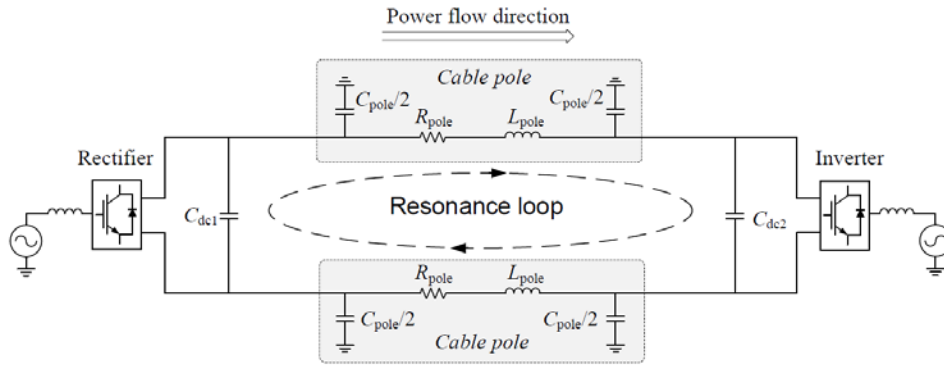 Power flow direction
Cable pole
C_pole/2
C_pole/2
R_pole
L_pole
Rectifier
Inverter
C_dc1
Resonance loop
C_dc2
R_pole
L_pole
C_pole/2
C_pole/2
Cable pole